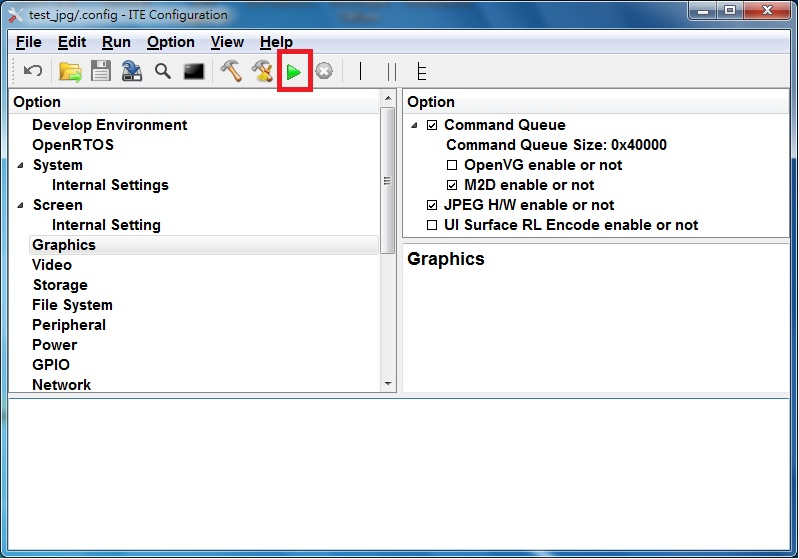 test_jpg/.config - ITE Configuration
File Edit Run Option View Help
Option
Develop Environment
OpenRTOS
System
Internal Settings
Screen
Internal Setting
Graphics
Video
Storage
File System
Peripheral
Power
GPIO
Network
Option
Command Queue
Command Queue Size: 0x40000
OpenVG enable or not
M2D enable or not
JPEG H/W enable or not
UI Surface RL Encode enable or not
Graphics